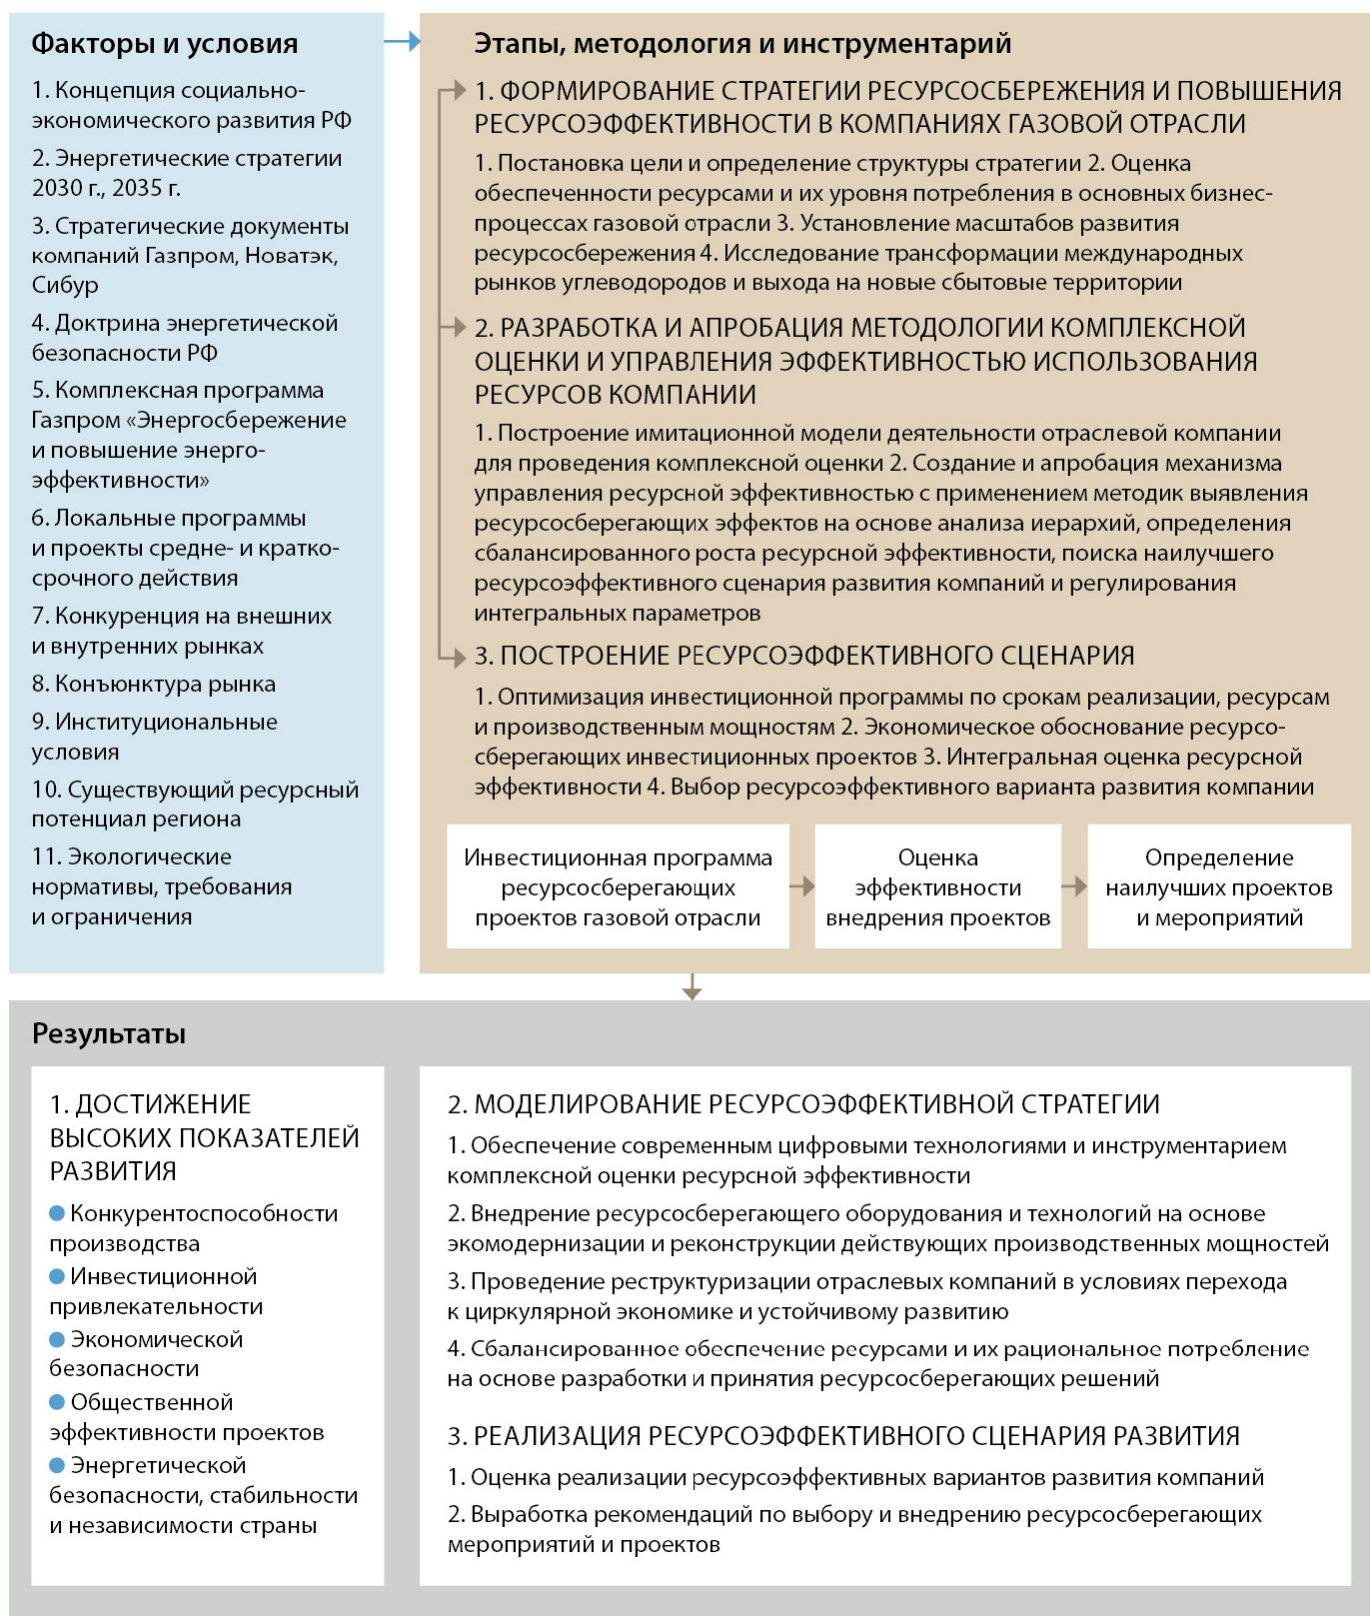 Факторы и условия
1. Концепция социально-
экономического развития РФ
2. Энергетические стратегии
2030 г., 2035 г.
3. Стратегические документы
компаний Газпром, Новатэк,
Сибур
4. Доктрина энергетической
безопасности РФ
5. Комплексная программа
Газпром «Энергосбережение
и повышение энерго-
эффективности»
6. Локальные программы
и проекты средне- и кратко-
срочного действия
7. Конкуренция на внешних
и внутренних рынках
8. Конъюнктура рынка
9. Институциональные
условия
10. Существующий ресурсный
потенциал региона
11. Экологические
нормативы, требования
и ограничения
Этапы, методология и инструментарий
1. ФОРМИРОВАНИЕ СТРАТЕГИИ РЕСУРСОСБЕРЕЖЕНИЯ И ПОВЫШЕНИЯ
РЕСУРСОЭФФЕКТИВНОСТИ В КОМПАНИЯХ ГАЗОВОЙ ОТРАСЛИ
1. Постановка цели и определение структуры стратегии 2. Оценка
обеспеченности ресурсами и их уровня потребления в основных бизнес-
процессах газовой отрасли 3. Установление масштабов развития
ресурсосбережения 4. Исследование трансформации международных
рынков углеводородов и выхода на новые сбытовые территории
2. РАЗРАБОТКА И АПРОБАЦИЯ МЕТОДОЛОГИИ КОМПЛЕКСНОЙ
ОЦЕНКИ И УПРАВЛЕНИЯ ЭФФЕКТИВНОСТЬЮ ИСПОЛЬЗОВАНИЯ
РЕСУРСОВ КОМПАНИИ
1. Построение имитационной модели деятельности отраслевой компании
для проведения комплексной оценки 2. Создание и апробация механизма
управления ресурсной эффективностью с применением методик выявления
ресурсосберегающих эффектов на основе анализа иерархий, определения
сбалансированного роста ресурсной эффективности, поиска наилучшего
ресурсоэффективного сценария развития компаний и регулирования
интегральных параметров
3. ПОСТРОЕНИЕ РЕСУРСОЭФФЕКТИВНОГО СЦЕНАРИЯ
1. Оптимизация инвестиционной программы по срокам реализации, ресурсам
и производственным мощностям 2. Экономическое обоснование ресурсо-
сберегающих инвестиционных проектов 3. Интегральная оценка ресурсной
эффективности 4. Выбор ресурсоэффективного варианта развития компании
Инвестиционная программа
ресурсосберегающих
проектов газовой отрасли
Оценка
эффективности
внедрения проектов
Определение
наилучших проектов
и мероприятий
Результаты
1. ДОСТИЖЕНИЕ
ВЫСОКИХ ПОКАЗАТЕЛЕЙ
РАЗВИТИЯ
● Конкурентоспособности
производства
● Инвестиционной
привлекательности
● Экономической
безопасности
● Общественной
эффективности проектов
● Энергетической
безопасности, стабильности
и независимости страны
2. МОДЕЛИРОВАНИЕ РЕСУРСОЭФФЕКТИВНОЙ СТРАТЕГИИ
1. Обеспечение современным цифровыми технологиями и инструментарием
комплексной оценки ресурсной эффективности
2. Внедрение ресурсосберегающего оборудования и технологий на основе
экомодернизации и реконструкции действующих производственных мощностей
3. Проведение реструктуризации отраслевых компаний в условиях перехода
к циркулярной экономике и устойчивому развитию
4. Сбалансированное обеспечение ресурсами и их рациональное потребление
на основе разработки и принятия ресурсосберегающих решений
3. РЕАЛИЗАЦИЯ РЕСУРСОЭФФЕКТИВНОГО СЦЕНАРИЯ РАЗВИТИЯ
1. Оценка реализации ресурсоэффективных вариантов развития компаний
2. Выработка рекомендаций по выбору и внедрению ресурсосберегающих
мероприятий и проектов